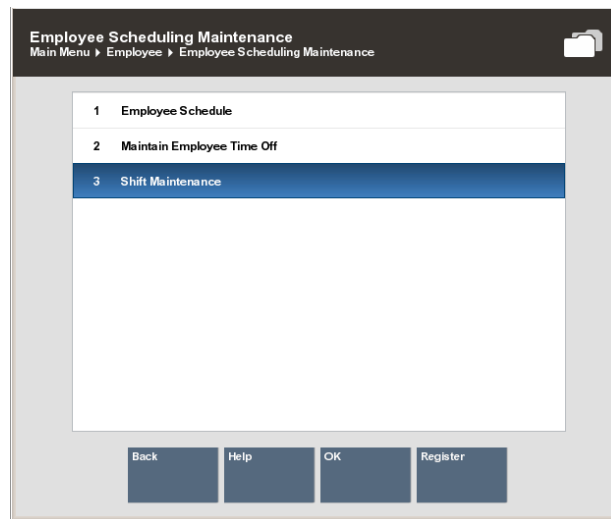 Employee Scheduling Maintenance
Main Menu ▸ Employee ▸ Employee Scheduling Maintenance
1 Employee Schedule
2 Maintain Employee Time Off
3 Shift Maintenance
Back Help OK Register